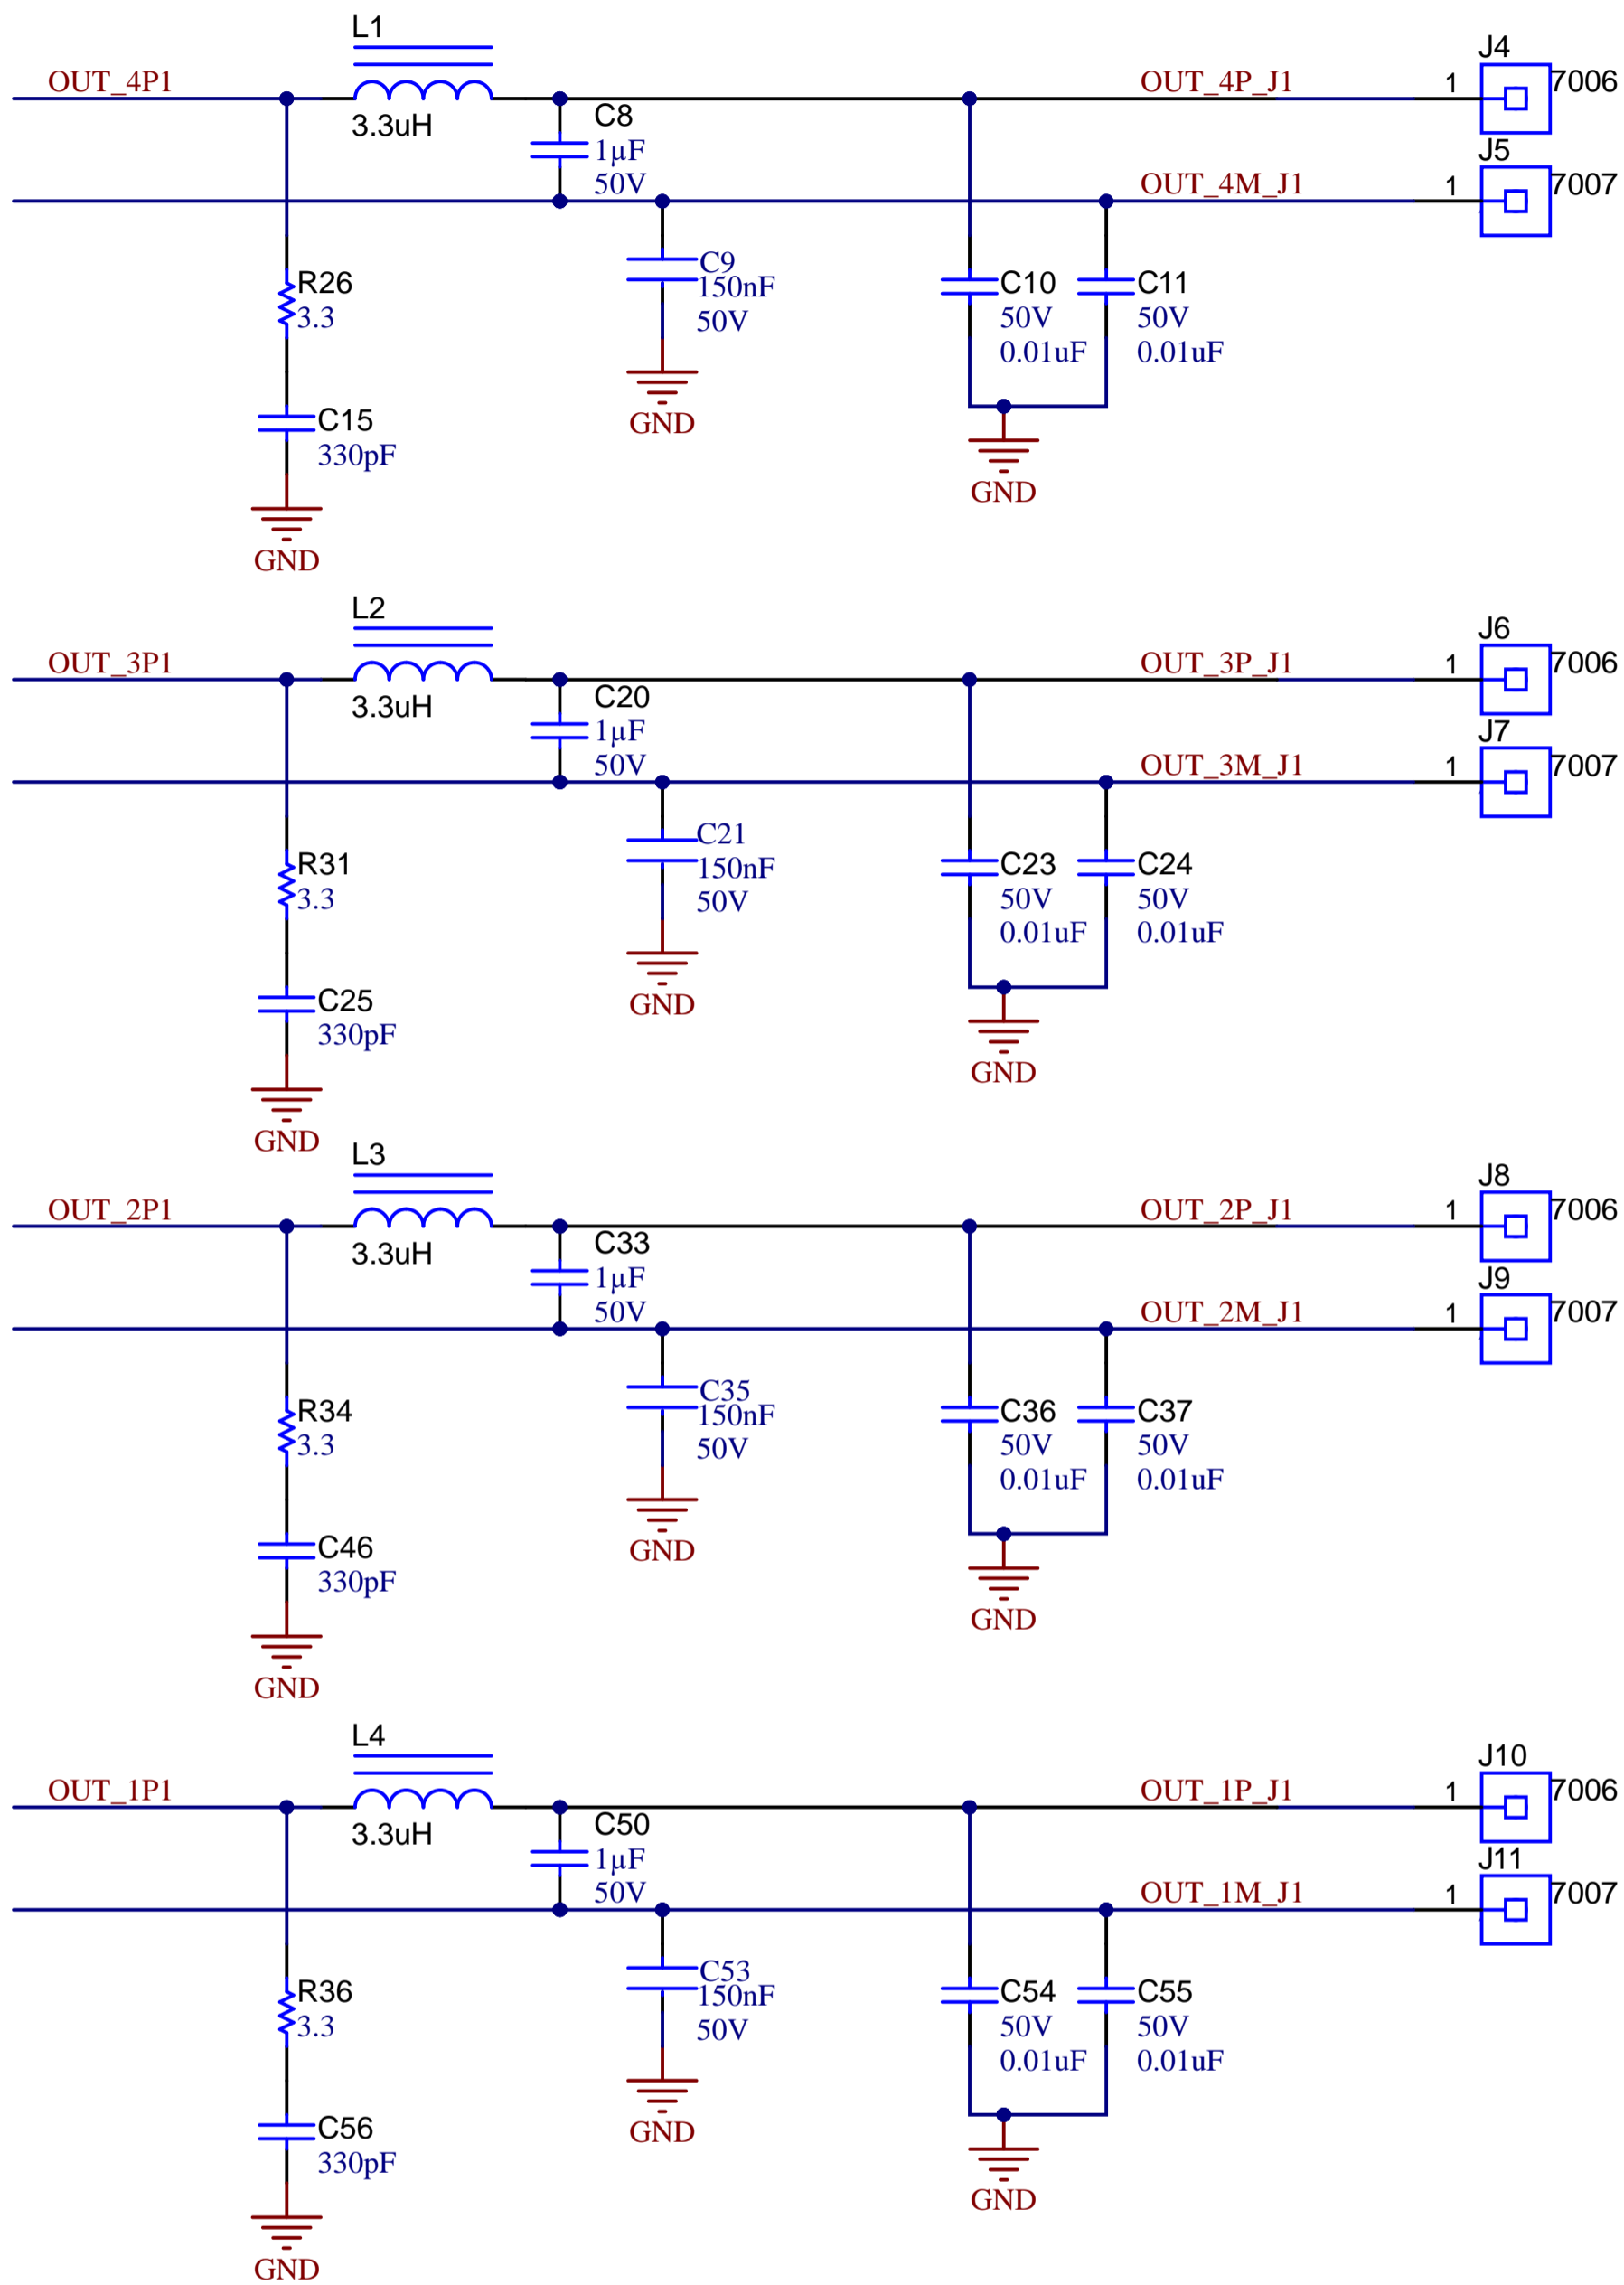 L1
OUT_4P1
3.3uH
C8
1µF
50V
OUT_4P_J1
1
J4
7006
OUT_4M_J1
1
J5
7007
R26
3.3
C9
150nF
50V
GND
C10
50V
0.01uF
C11
50V
0.01uF
GND
C15
330pF
GND
L2
OUT_3P1
3.3uH
C20
1µF
50V
OUT_3P_J1
1
J6
7006
OUT_3M_J1
1
J7
7007
R31
3.3
C21
150nF
50V
GND
C23
50V
0.01uF
C24
50V
0.01uF
GND
C25
330pF
GND
L3
OUT_2P1
3.3uH
C33
1µF
50V
OUT_2P_J1
1
J8
7006
OUT_2M_J1
1
J9
7007
R34
3.3
C35
150nF
50V
GND
C36
50V
0.01uF
C37
50V
0.01uF
GND
C46
330pF
GND
L4
OUT_1P1
3.3uH
C50
1µF
50V
OUT_1P_J1
1
J10
7006
OUT_1M_J1
1
J11
7007
R36
3.3
C53
150nF
50V
GND
C54
50V
0.01uF
C55
50V
0.01uF
GND
C56
330pF
GND